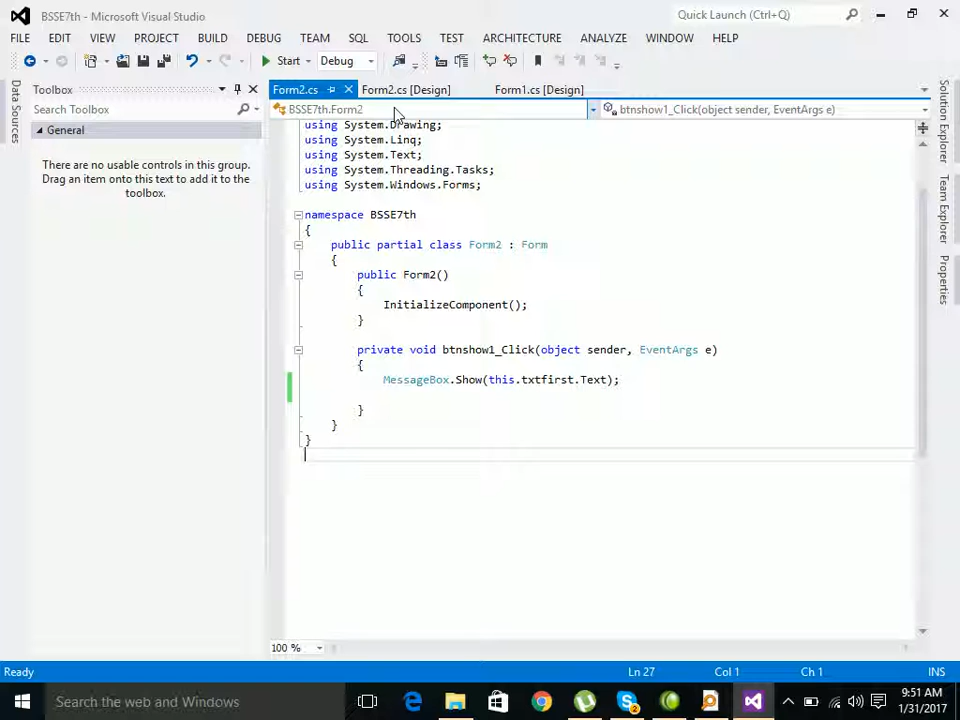 BSSE7th - Microsoft Visual Studio
Quick Launch (Ctrl+Q)
FILE EDIT VIEW PROJECT BUILD DEBUG TEAM SQL TOOLS TEST ARCHITECTURE ANALYZE WINDOW HELP
Start Debug
Data Sources
Toolbox
Search Toolbox
General
There are no usable controls in this group.
Drag an item onto this text to add it to the
toolbox.
Form2.cs Form2.cs [Design] Form1.cs [Design]
BSSE7th.Form2 btnshow1_Click(object sender, EventArgs e)
using System.Drawing;
using System.Linq;
using System.Text;
using System.Threading.Tasks;
using System.Windows.Forms;
namespace BSSE7th
{
public partial class Form2 : Form
{
public Form2()
{
InitializeComponent();
}
private void btnshow1_Click(object sender, EventArgs e)
{
MessageBox.Show(this.txtfirst.Text);
}
}
}
100 %
Solution Explorer
Team Explorer
Properties
Ready Ln 27 Col 1 Ch 1 INS
Search the web and Windows
2
9:51 AM
1/31/2017